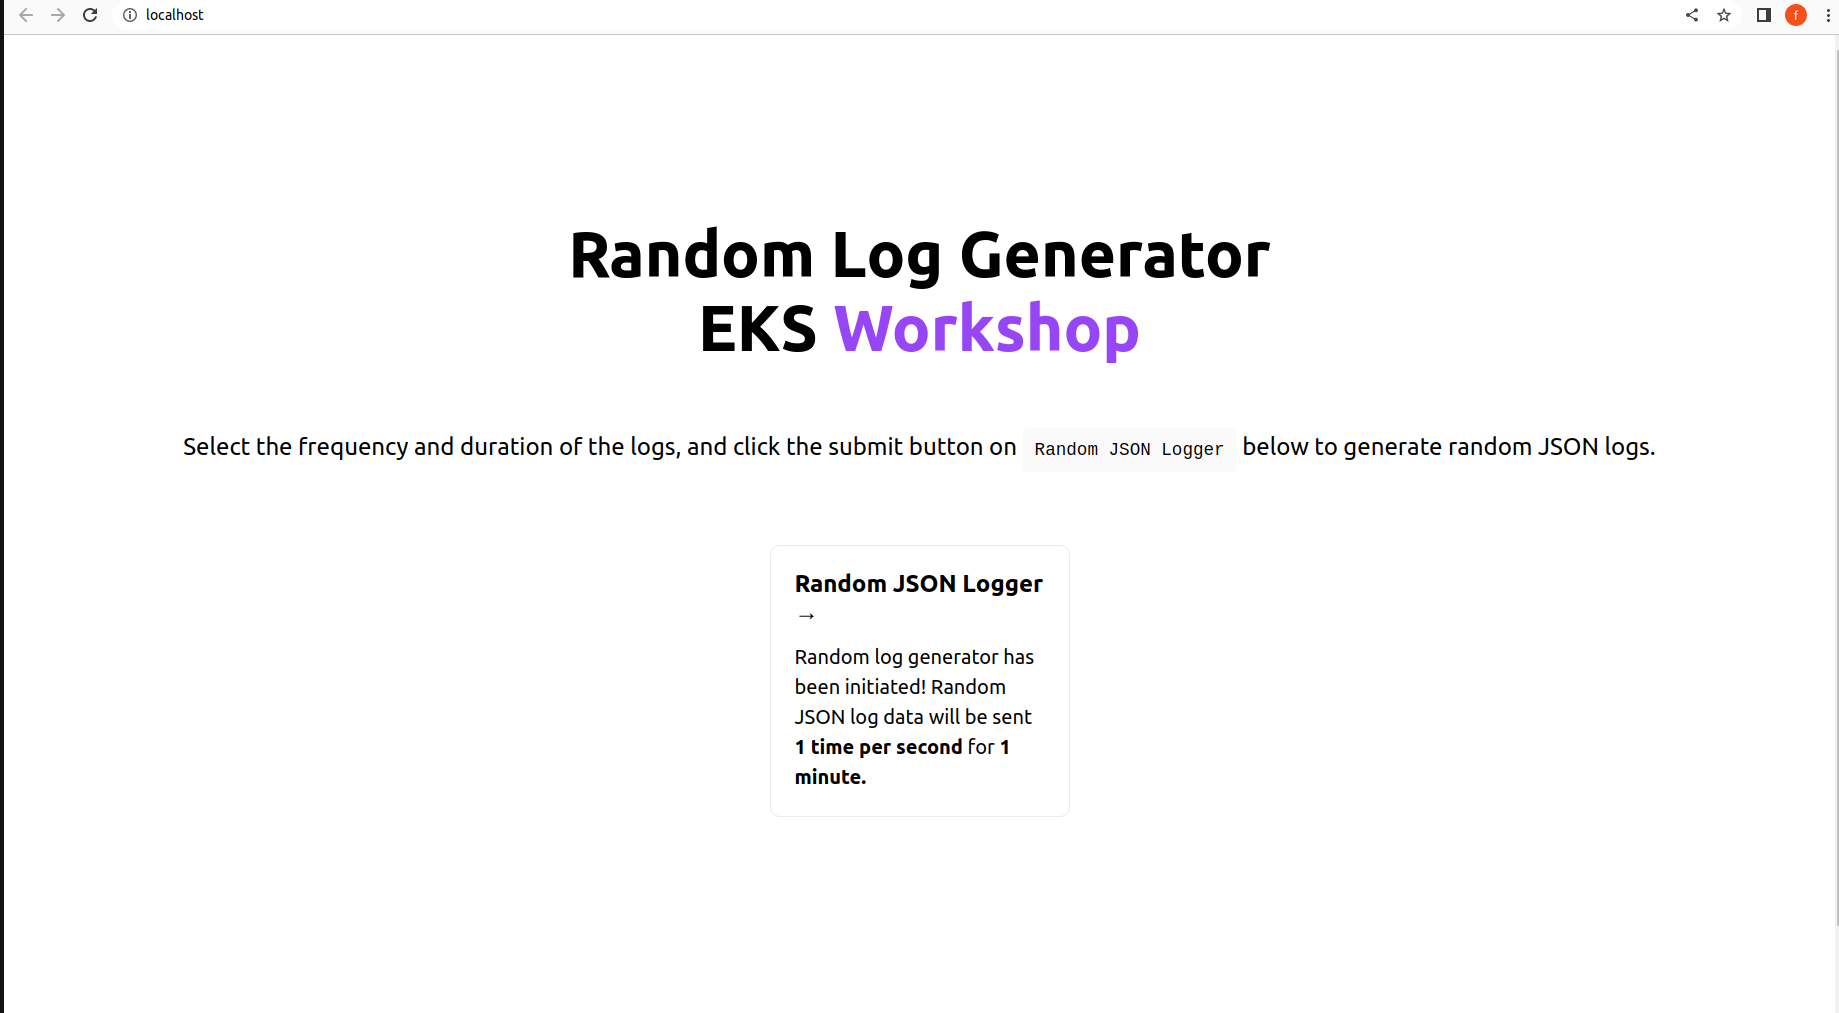 localhost
f
Random Log Generator
EKS Workshop
Select the frequency and duration of the logs, and click the submit button on Random JSON Logger below to generate random JSON logs.
Random JSON Logger
→
Random log generator has
been initiated! Random
JSON log data will be sent
1 time per second for 1
minute.